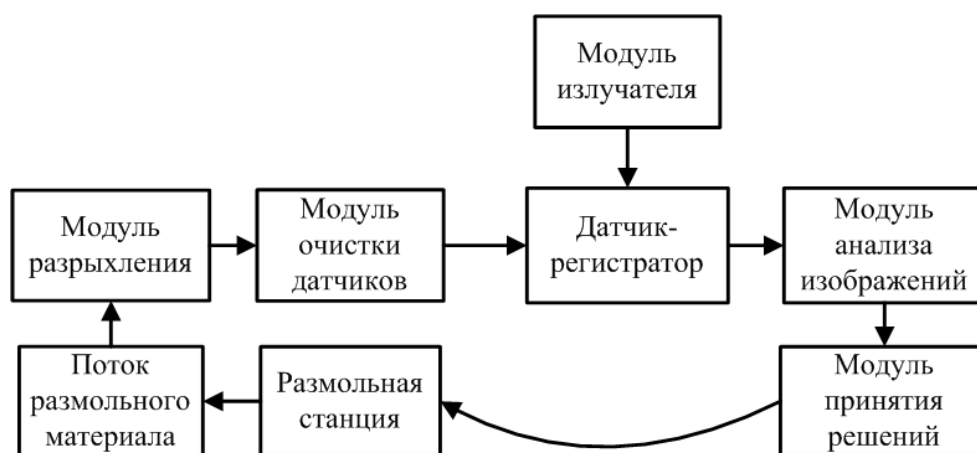 Модуль
излучателя
Модуль
разрыхления
Модуль
очистки
датчиков
Датчик-
регистратор
Модуль
анализа
изображений
Поток
размольного
материала
Размольная
станция
Модуль
принятия
решений